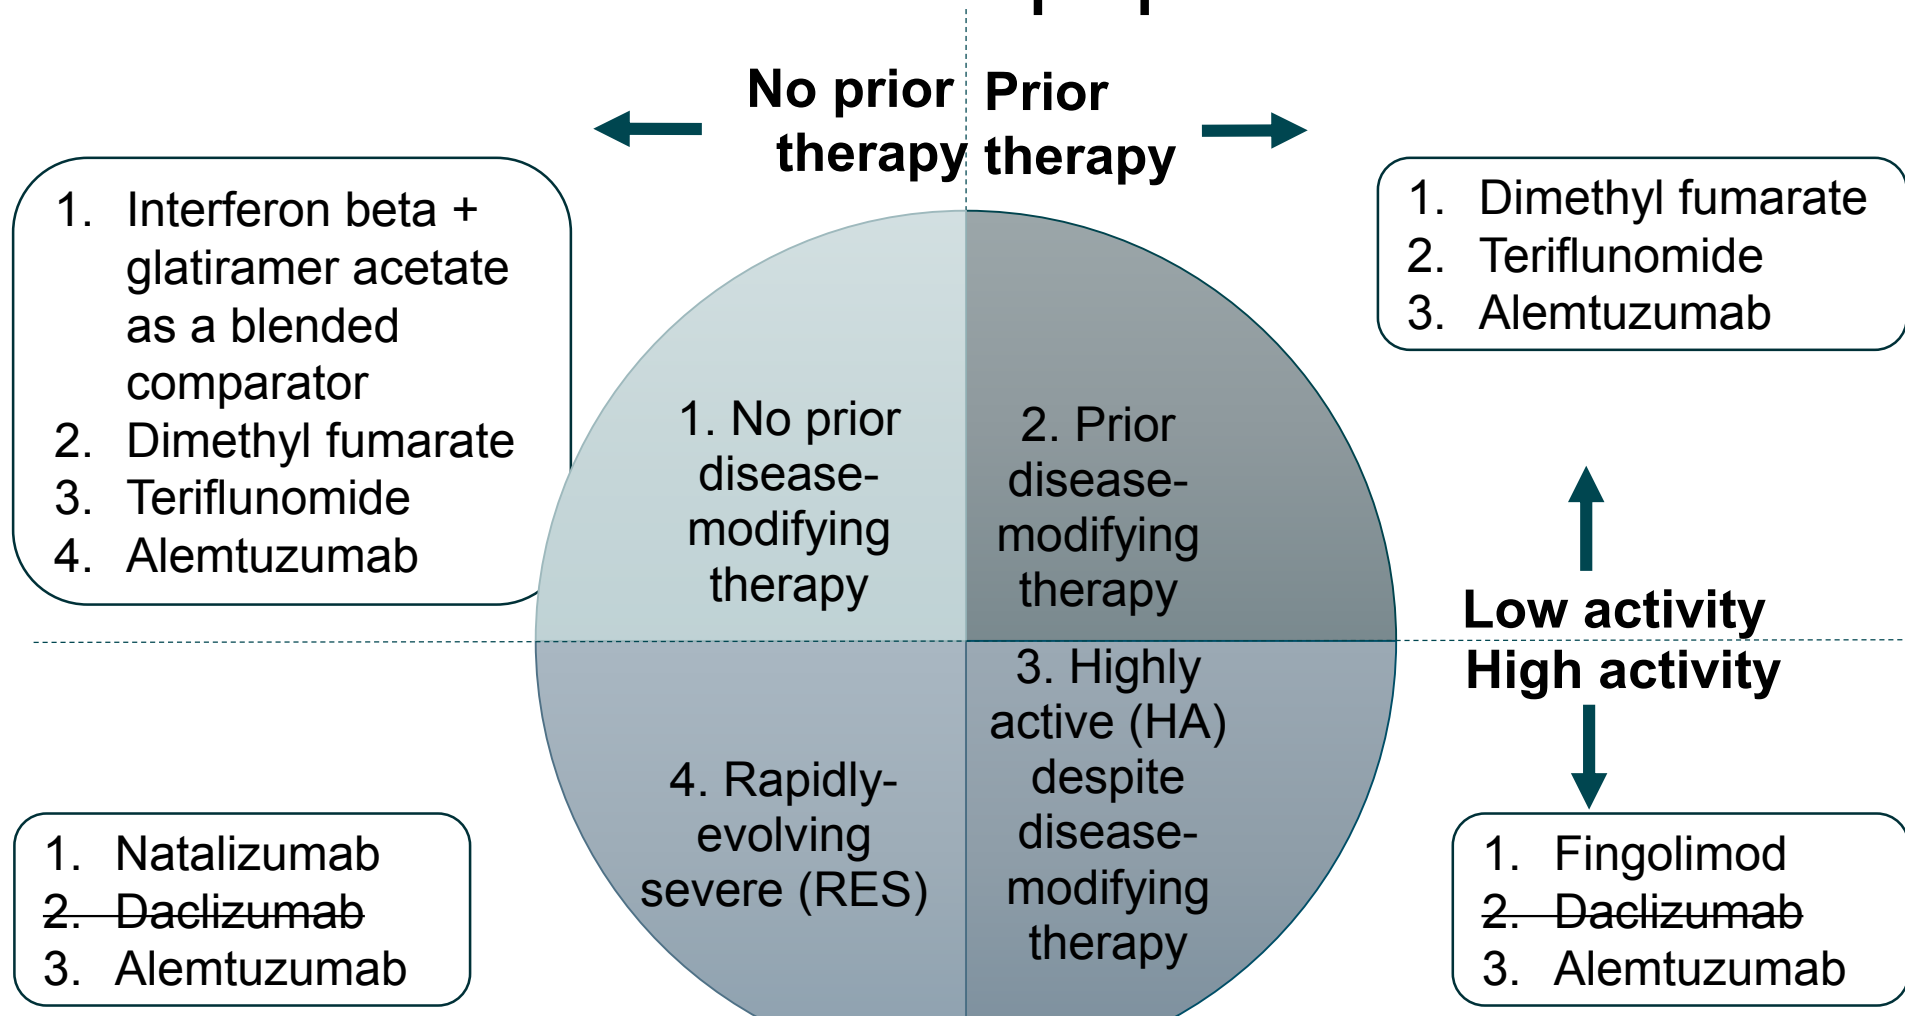 No prior
therapy
Prior
therapy
1. Interferon beta +
glatiramer acetate
as a blended
comparator
2. Dimethyl fumarate
3. Teriflunomide
4. Alemtuzumab
1. Dimethyl fumarate
2. Teriflunomide
3. Alemtuzumab
1. No prior
disease-
modifying
therapy
2. Prior
disease-
modifying
therapy
Low activity
High activity
4. Rapidly-
evolving
severe (RES)
3. Highly
active (HA)
despite
disease-
modifying
therapy
1. Natalizumab
2. Daclizumab
3. Alemtuzumab
1. Fingolimod
2. Daclizumab
3. Alemtuzumab